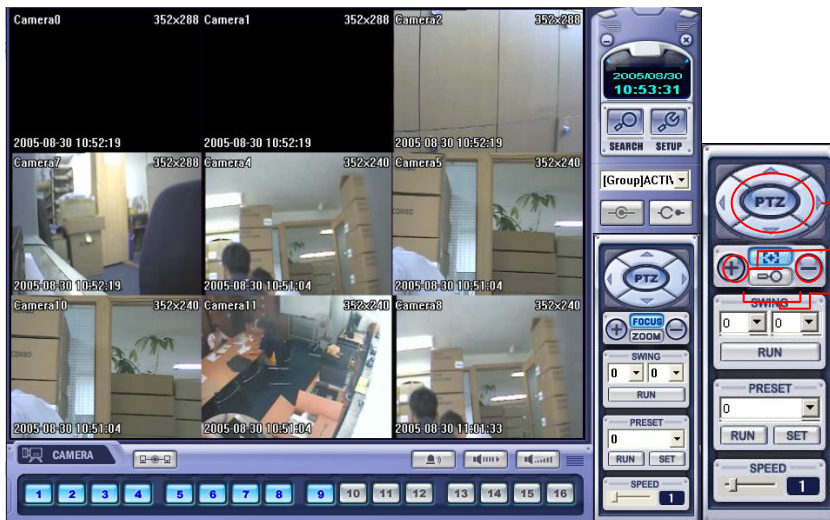 Camera0 352x288
Camera1 352x288
Camera2 352x288
2005-08-30 10:52:19
2005-08-30 10:52:19
2005-08-30 10:52:19
Camera7 352x288
Camera4 352x240
Camera5 352x240
2005-08-30 10:52:19
2005-08-30 10:51:04
2005-08-30 10:51:04
Camera10 352x240
Camera11 352x240
Camera8 352x240
2005-08-30 10:51:04
2005-08-30 10:51:04
2005-08-30 11:01:33
CAMERA
1 2 3 4 5 6 7 8 9 10 11 12 13 14 15 16
2005/08/30
10:53:31
SEARCH SETUP
[Group]ACTI
PTZ
FOCUS
ZOOM
SWING
0 0
RUN
PRESET
0
RUN SET
SPEED
1
PTZ
SWING
0 0
RUN
PRESET
0
RUN SET
SPEED
1